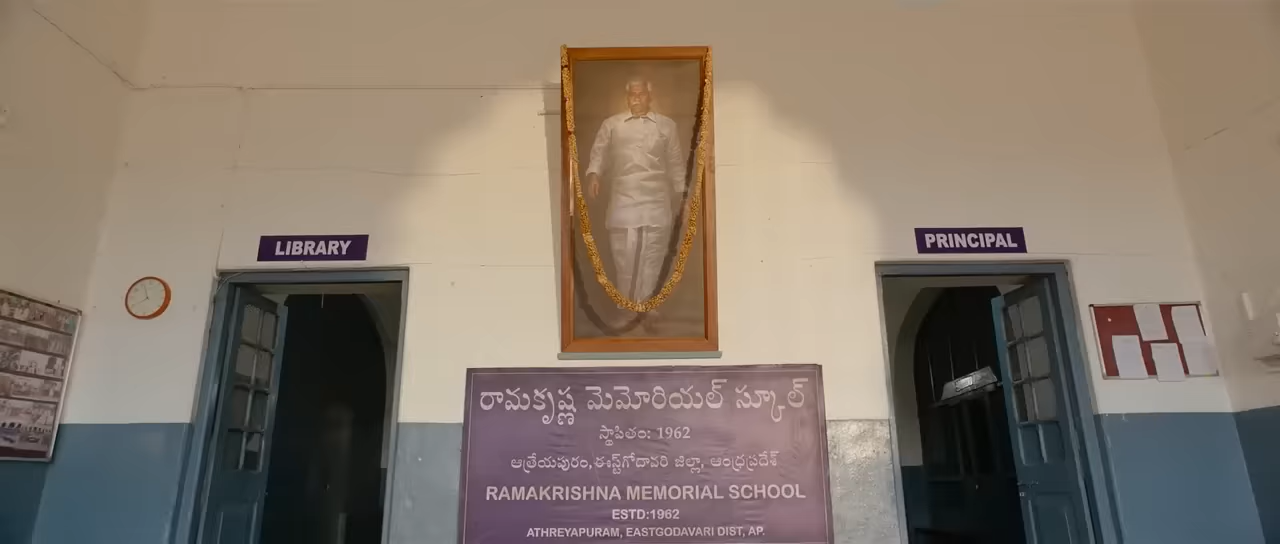 LIBRARY
PRINCIPAL
రామకృష్ణ మెమోరియల్ స్కూల్
స్థాపితం: 1962
ఆత్రేయపురం, ఈస్ట్‌గోదావరి జిల్లా, ఆంధ్రప్రదేశ్
RAMAKRISHNA MEMORIAL SCHOOL
ESTD:1962
ATHREYAPURAM, EASTGODAVARI DIST, AP.